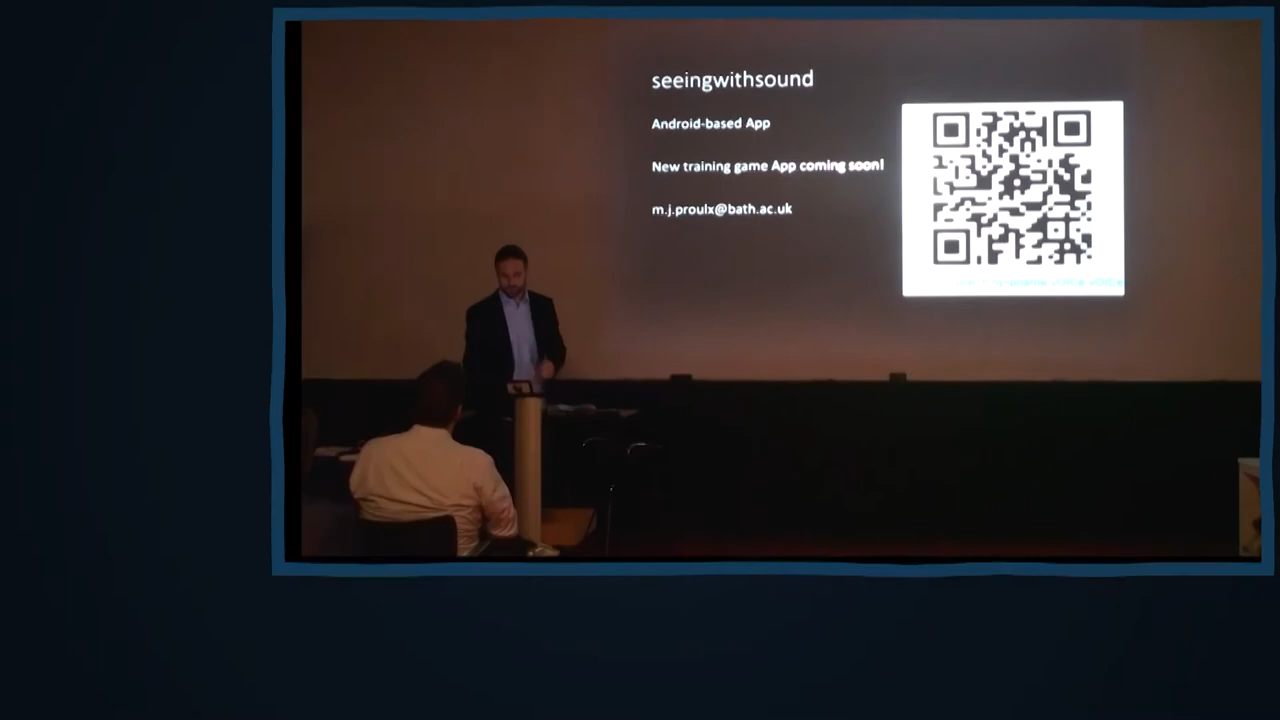 seeingwithsound
Android-based App
New training game App coming soon!
m.j.proulx@bath.ac.uk